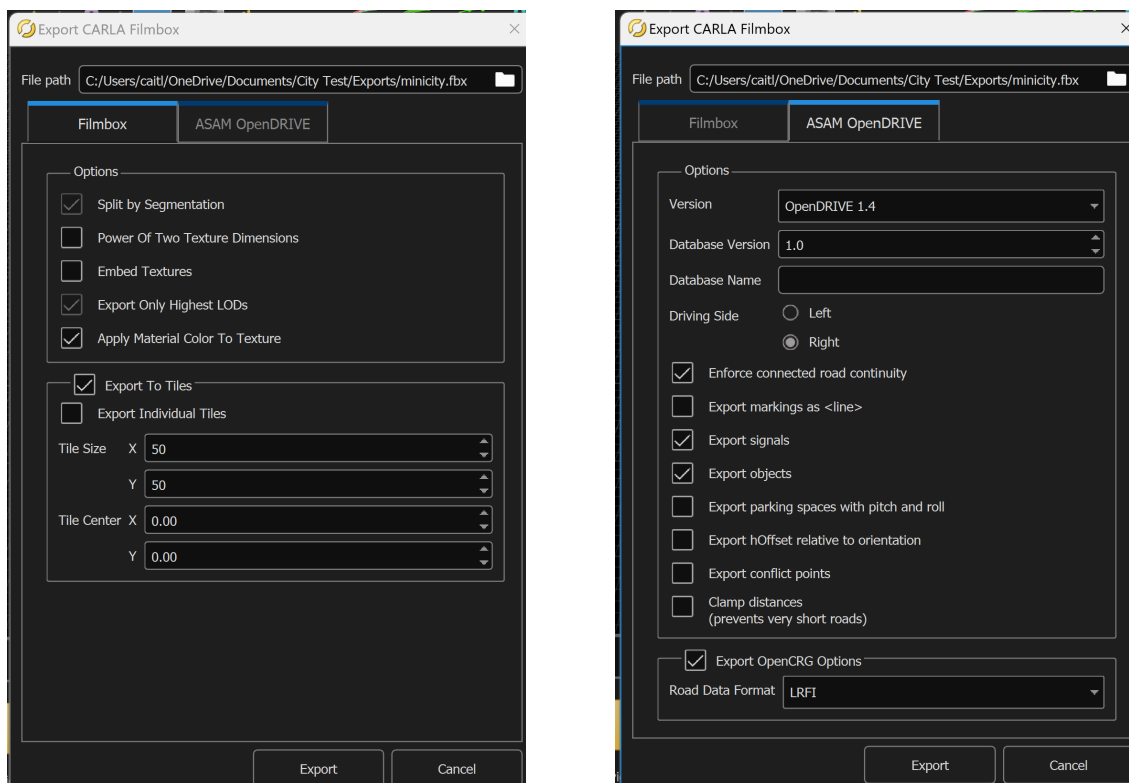 Export CARLA Filmbox
File path C:/Users/caitl/OneDrive/Documents/City Test/Exports/minicity.fbx
Filmbox ASAM OpenDRIVE
Options
Split by Segmentation
Power Of Two Texture Dimensions
Embed Textures
Export Only Highest LODs
Apply Material Color To Texture
Export To Tiles
Export Individual Tiles
Tile Size X 50
Y 50
Tile Center X 0.00
Y 0.00
Export Cancel
Export CARLA Filmbox
File path C:/Users/caitl/OneDrive/Documents/City Test/Exports/minicity.fbx
Filmbox ASAM OpenDRIVE
Options
Version OpenDRIVE 1.4
Database Version 1.0
Database Name
Driving Side Left
Right
Enforce connected road continuity
Export markings as <line>
Export signals
Export objects
Export parking spaces with pitch and roll
Export hOffset relative to orientation
Export conflict points
Clamp distances
(prevents very short roads)
Export OpenCRG Options
Road Data Format LRFI
Export Cancel